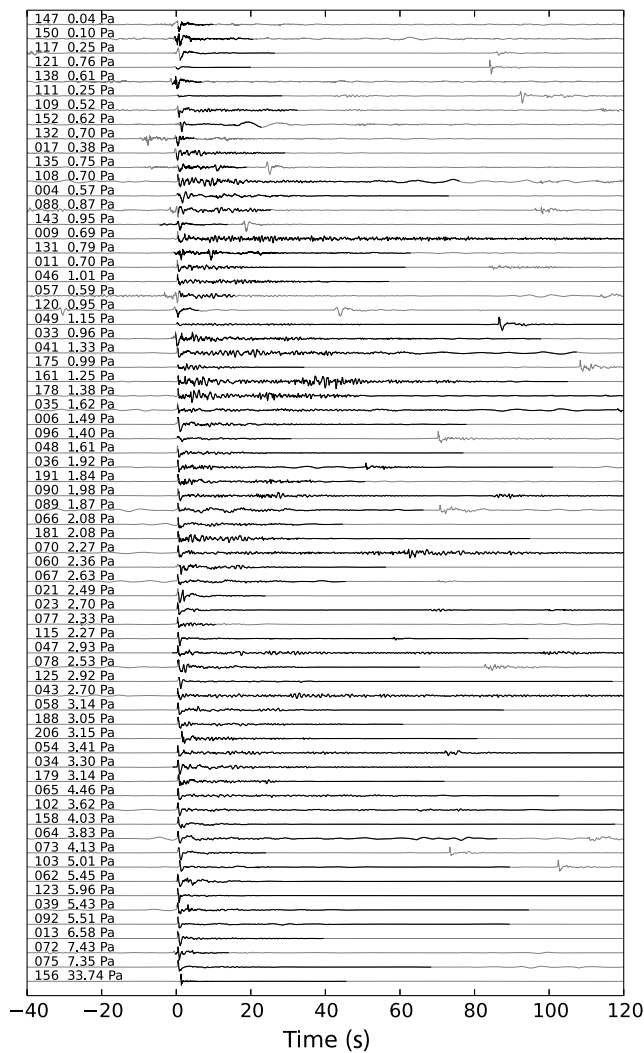 147 0.04 Pa
150 0.10 Pa
117 0.25 Pa
121 0.76 Pa
138 0.61 Pa
111 0.25 Pa
109 0.52 Pa
152 0.62 Pa
132 0.70 Pa
017 0.38 Pa
135 0.75 Pa
108 0.70 Pa
004 0.57 Pa
088 0.87 Pa
143 0.95 Pa
009 0.69 Pa
131 0.79 Pa
011 0.70 Pa
046 1.01 Pa
057 0.59 Pa
120 0.95 Pa
049 1.15 Pa
033 0.96 Pa
041 1.33 Pa
175 0.99 Pa
161 1.25 Pa
178 1.38 Pa
035 1.62 Pa
006 1.49 Pa
096 1.40 Pa
048 1.61 Pa
036 1.92 Pa
191 1.84 Pa
090 1.98 Pa
089 1.87 Pa
066 2.08 Pa
181 2.08 Pa
070 2.27 Pa
060 2.36 Pa
067 2.63 Pa
021 2.49 Pa
023 2.70 Pa
077 2.33 Pa
115 2.27 Pa
047 2.93 Pa
078 2.53 Pa
125 2.92 Pa
043 2.70 Pa
058 3.14 Pa
188 3.05 Pa
206 3.15 Pa
054 3.41 Pa
034 3.30 Pa
179 3.14 Pa
065 4.46 Pa
102 3.62 Pa
158 4.03 Pa
064 3.83 Pa
073 4.13 Pa
103 5.01 Pa
062 5.45 Pa
123 5.96 Pa
039 5.43 Pa
092 5.51 Pa
013 6.58 Pa
072 7.43 Pa
075 7.35 Pa
156 33.74 Pa
−40 −20 0 20 40 60 80 100 120
Time (s)